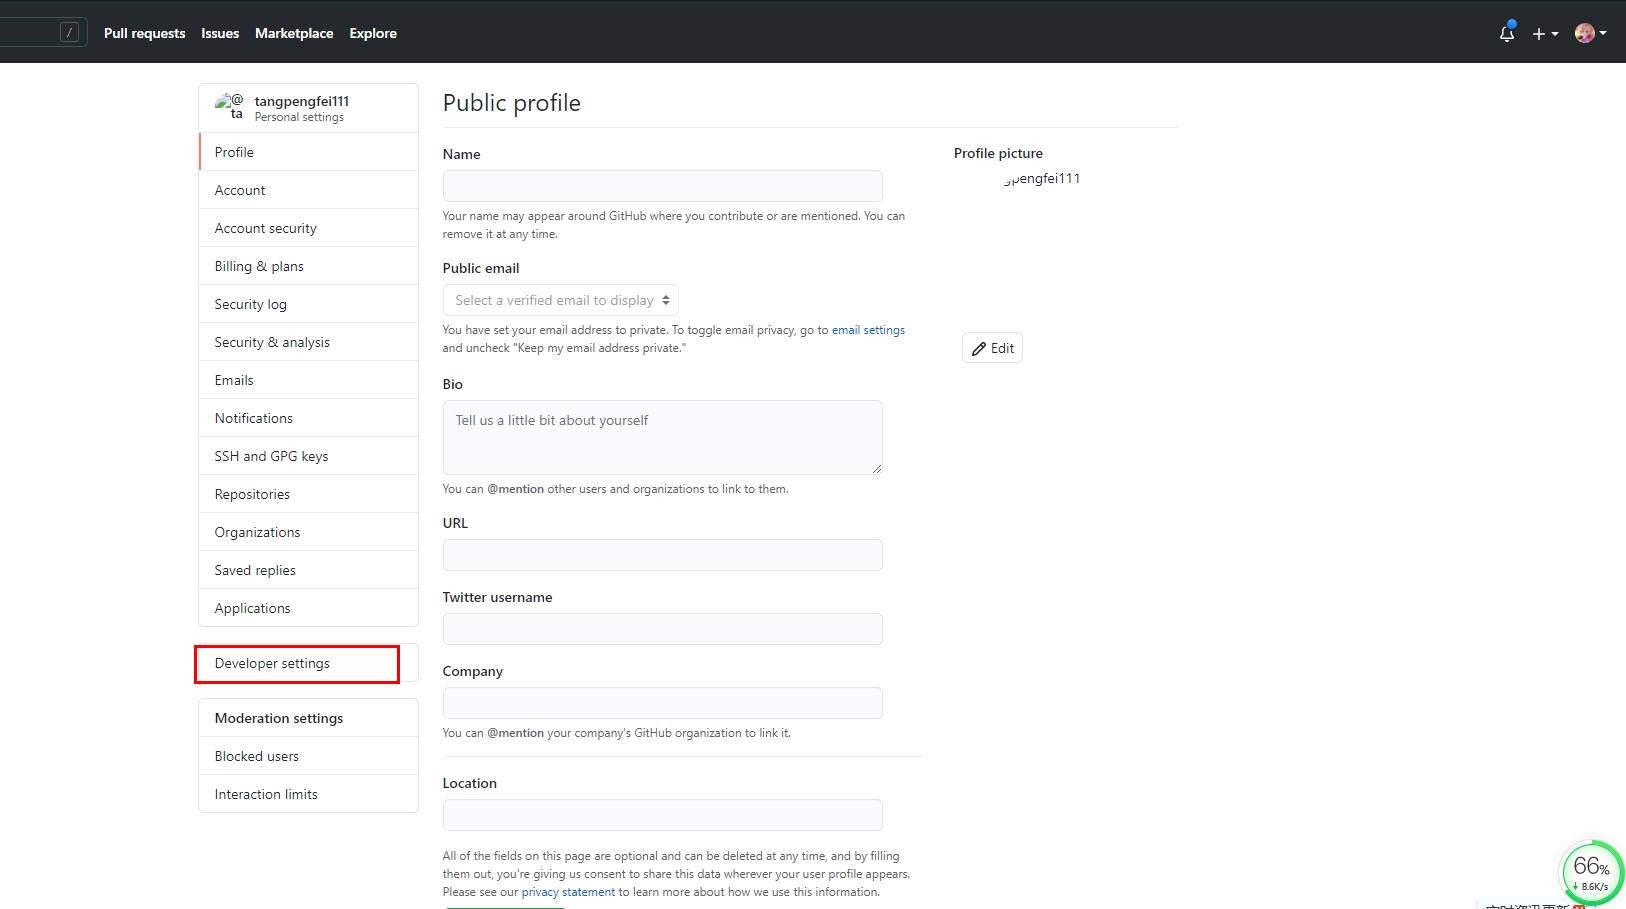 /
Pull requests
Issues
Marketplace
Explore
@
ta
tangpengfei111
Personal settings
Profile
Account
Account security
Billing & plans
Security log
Security & analysis
Emails
Notifications
SSH and GPG keys
Repositories
Organizations
Saved replies
Applications
Developer settings
Moderation settings
Blocked users
Interaction limits
Public profile
Name
Your name may appear around GitHub where you contribute or are mentioned. You can
remove it at any time.
Public email
Select a verified email to display
You have set your email address to private. To toggle email privacy, go to email settings
and uncheck "Keep my email address private."
Bio
Tell us a little bit about yourself
You can @mention other users and organizations to link to them.
URL
Twitter username
Company
You can @mention your company's GitHub organization to link it.
Location
All of the fields on this page are optional and can be deleted at any time, and by filling
them out, you're giving us consent to share this data wherever your user profile appears.
Please see our privacy statement to learn more about how we use this information.
Profile picture
gpengfei111
Edit
66%
8.6K/s